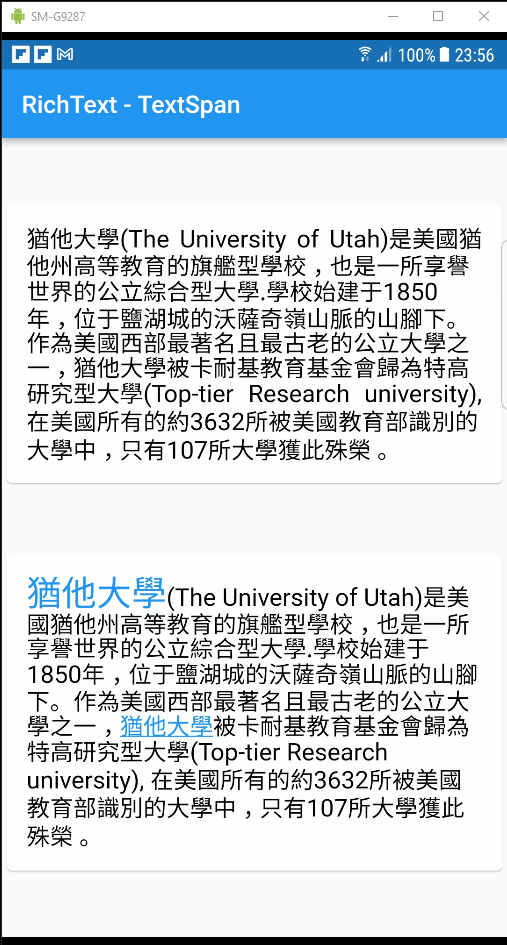 SM-G9287
100% 23:56
RichText - TextSpan
猶他大學(The University of Utah)是美國猶
他州高等教育的旗艦型學校，也是一所享譽
世界的公立綜合型大學.學校始建于1850
年，位于鹽湖城的沃薩奇嶺山脈的山腳下。
作為美國西部最著名且最古老的公立大學之
一，猶他大學被卡耐基教育基金會歸為特高
研究型大學(Top-tier Research university),
在美國所有的約3632所被美國教育部識別的
大學中，只有107所大學獲此殊榮。
猶他大學(The University of Utah)是美
國猶他州高等教育的旗艦型學校，也是一所
享譽世界的公立綜合型大學.學校始建于
1850年，位于鹽湖城的沃薩奇嶺山脈的山腳
下。作為美國西部最著名且最古老的公立大
學之一，猶他大學被卡耐基教育基金會歸為
特高研究型大學(Top-tier Research
university), 在美國所有的約3632所被美國
教育部識別的大學中，只有107所大學獲此
殊榮。